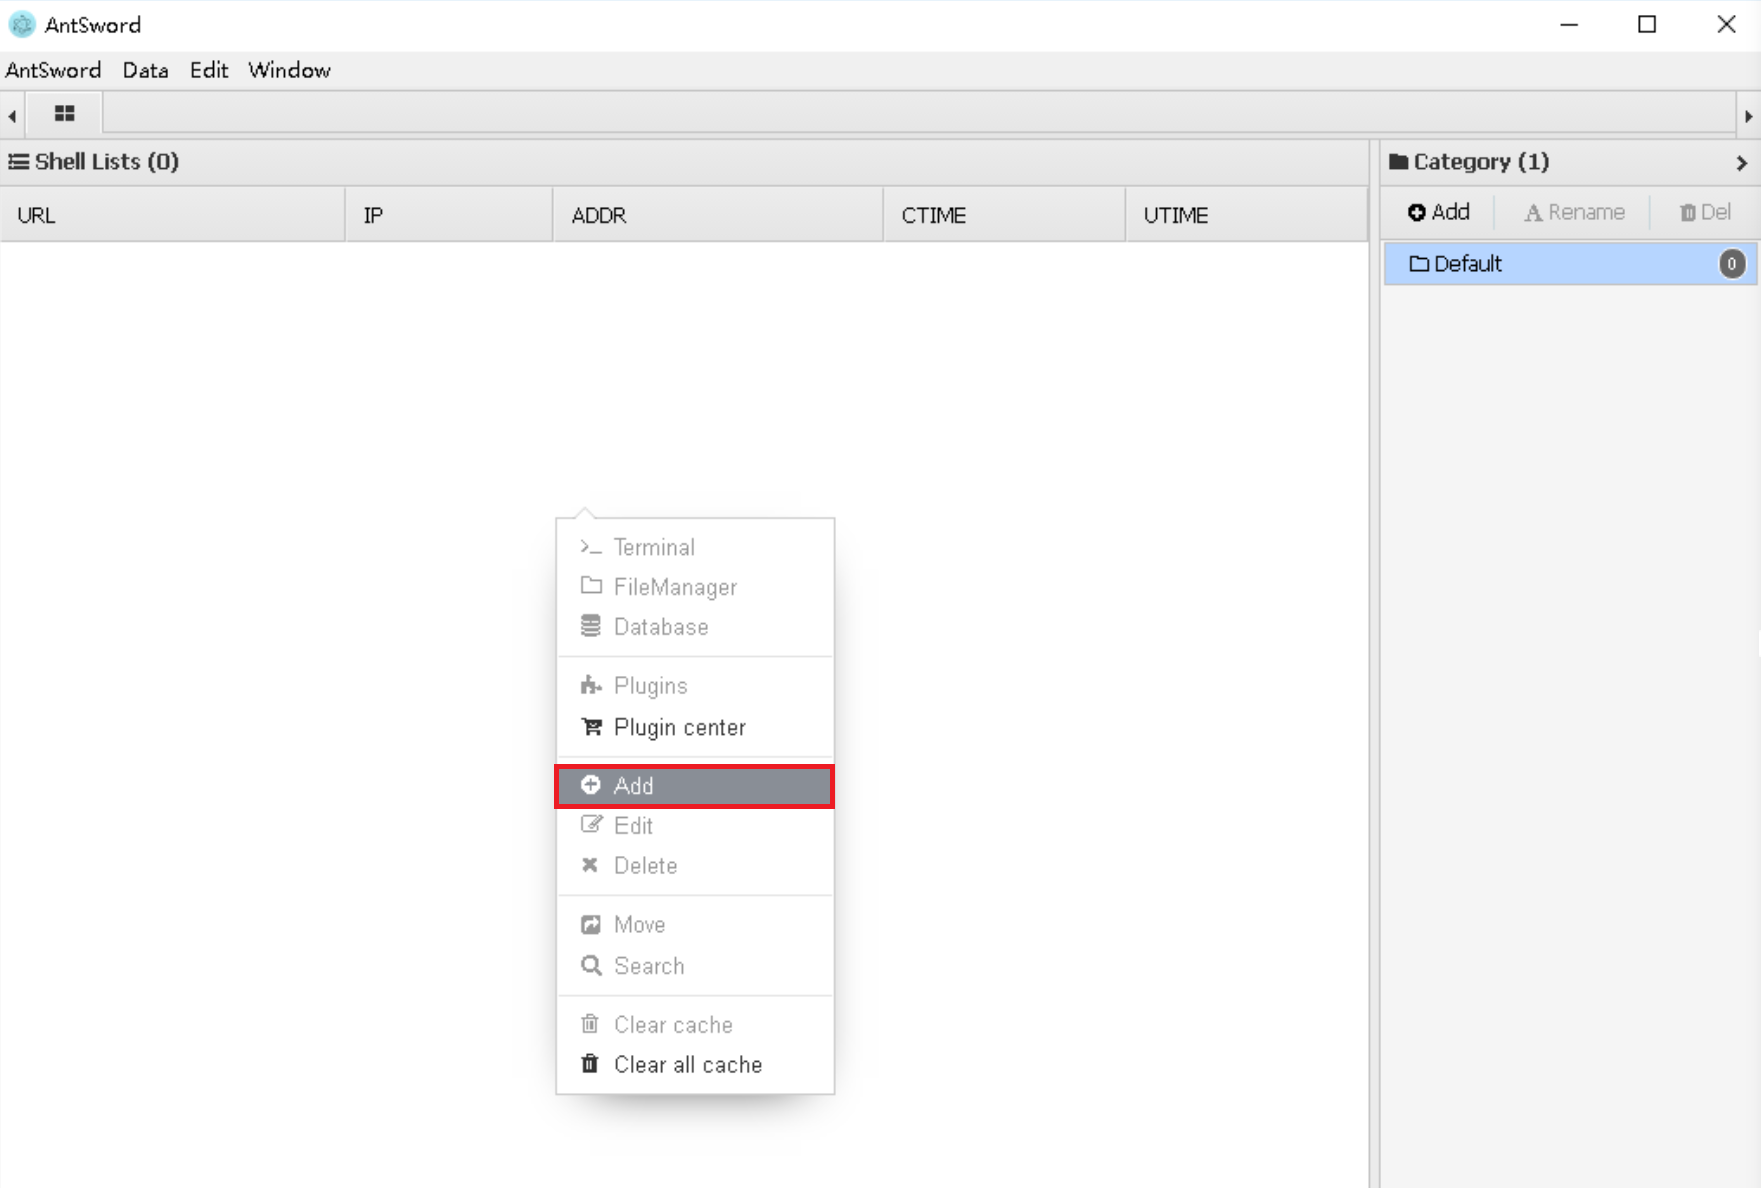 AntSword
AntSword Data Edit Window
Shell Lists (0)
Category (1)
URL IP ADDR CTIME UTIME
Add Rename Del
Default 0
Terminal
FileManager
Database
Plugins
Plugin center
Add
Edit
Delete
Move
Search
Clear cache
Clear all cache